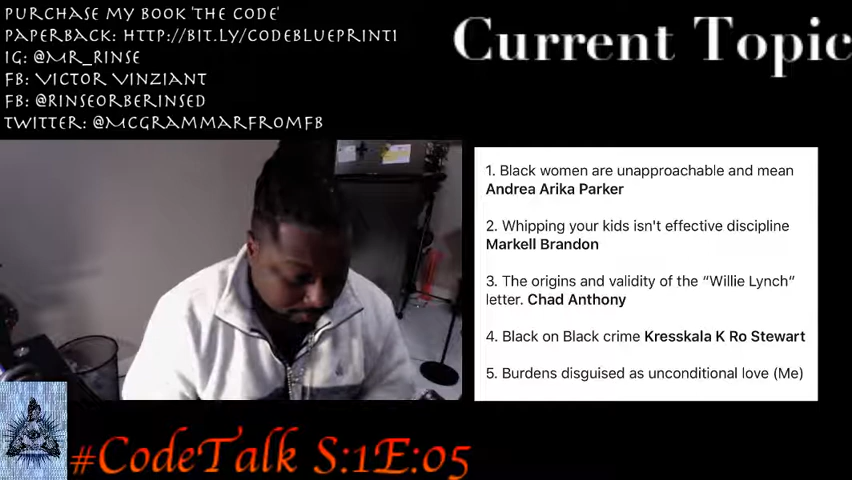 PURCHASE MY BOOK 'THE CODE'
PAPERBACK: HTTP://BIT.LY/CODEBLUEPRINT1
IG: @MR_RINSE
FB: VICTOR VINZIANT
FB: @RINSEORBERINSED
TWITTER: @MCGRAMMARFROMFB
Current Topic
1. Black women are unapproachable and mean
Andrea Arika Parker
2. Whipping your kids isn't effective discipline
Markell Brandon
3. The origins and validity of the “Willie Lynch”
letter. Chad Anthony
4. Black on Black crime Kresskala K Ro Stewart
5. Burdens disguised as unconditional love (Me)
#CodeTalk S:1E:05